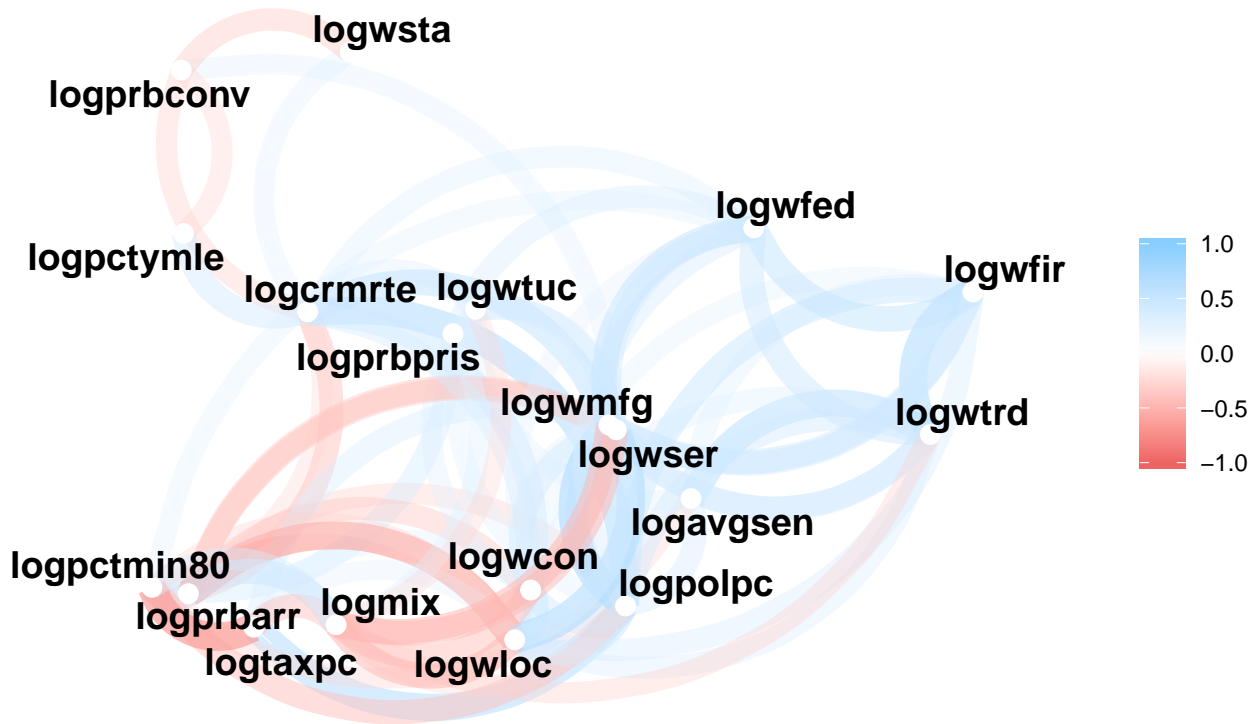 logwsta
logprbconv
logwfed
logpctymle
logwfir
logcrmrte
logwtuc
logprbpris
logwmfg
logwtrd
logwser
logavgsen
logwcon
logpctmin80
logpolpc
logmix
logprbarr
logtaxpc
logwloc
1.0
0.5
0.0
−0.5
−1.0